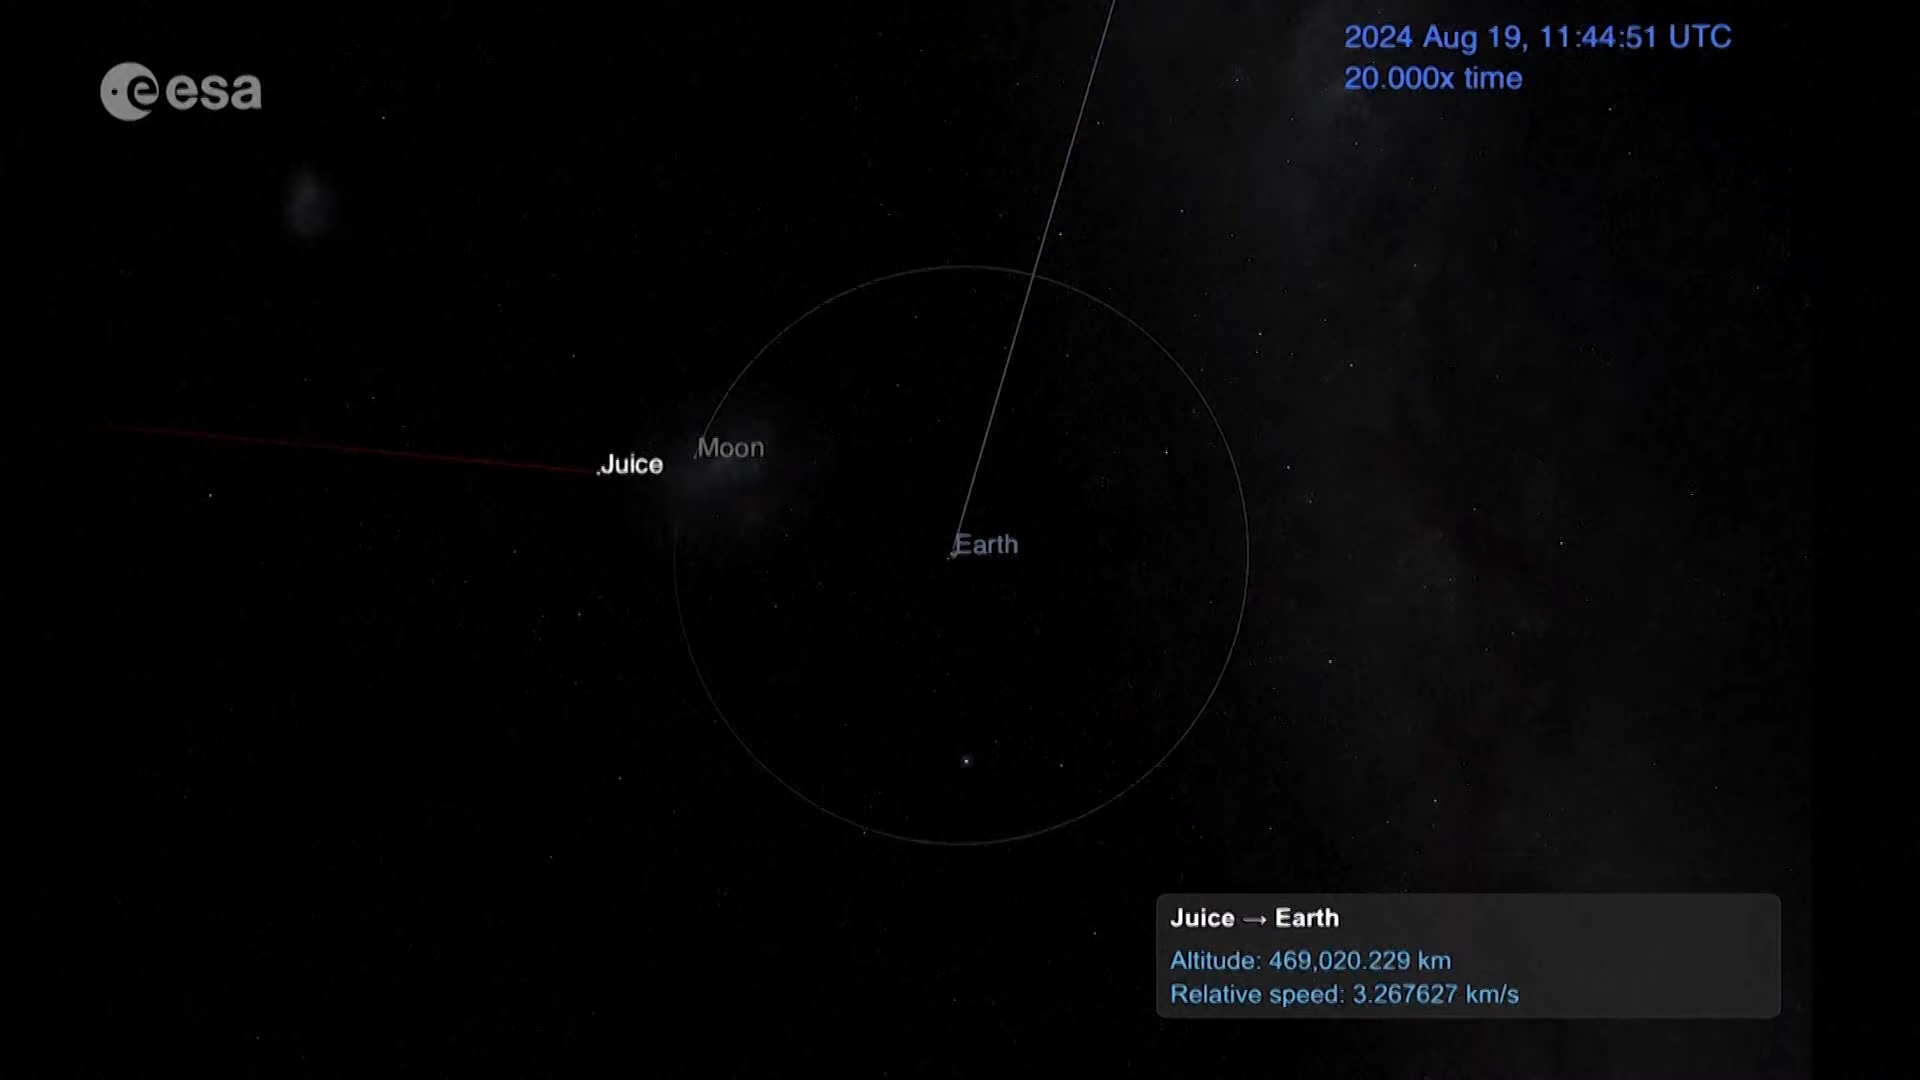 esa
2024 Aug 19, 11:44:51 UTC
20.000x time
Moon
Juice
Earth
Juice → Earth
Altitude: 469,020.229 km
Relative speed: 3.267627 km/s